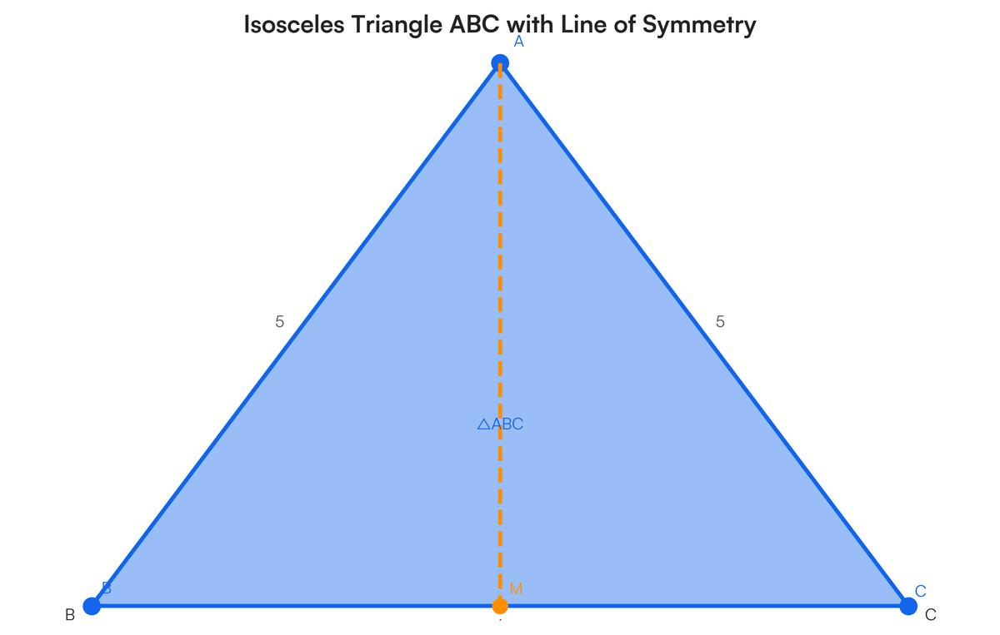 Isosceles Triangle ABC with Line of Symmetry
A
5
5
△ABC
B
M
C
B
C